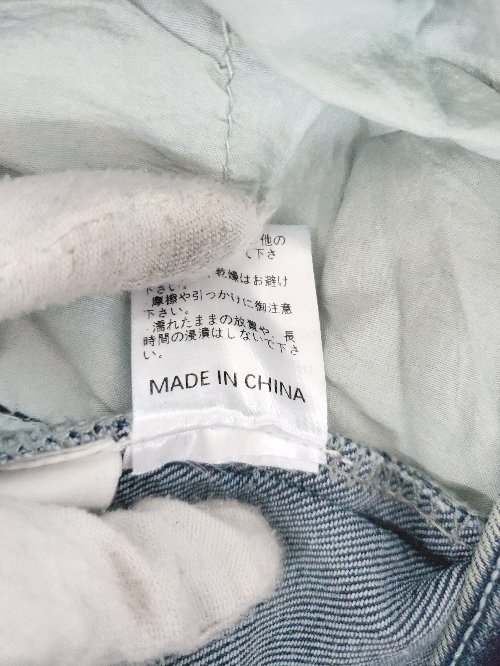 他の
て下さ
乾燥はお避け
下さい。
・摩擦や引っかけに御注意
下さい。
・濡れたままの放置や、長
時間の浸漬はしないで下さ
い。
MADE IN CHINA